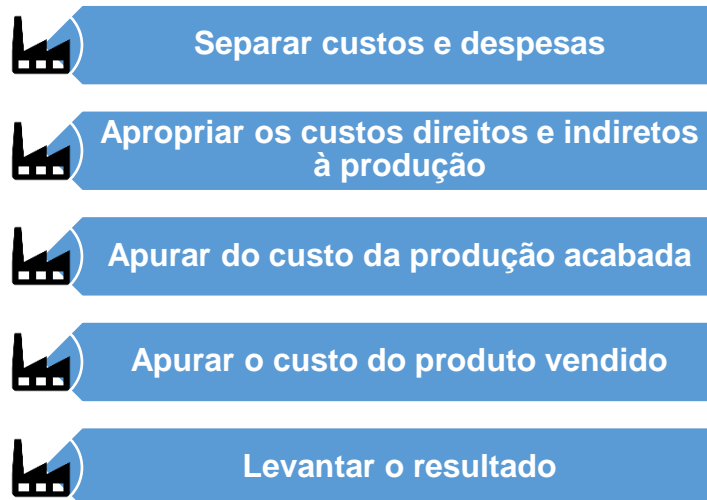 Separar custos e despesas
Apropriar os custos direitos e indiretos
à produção
Apurar do custo da produção acabada
Apurar o custo do produto vendido
Levantar o resultado